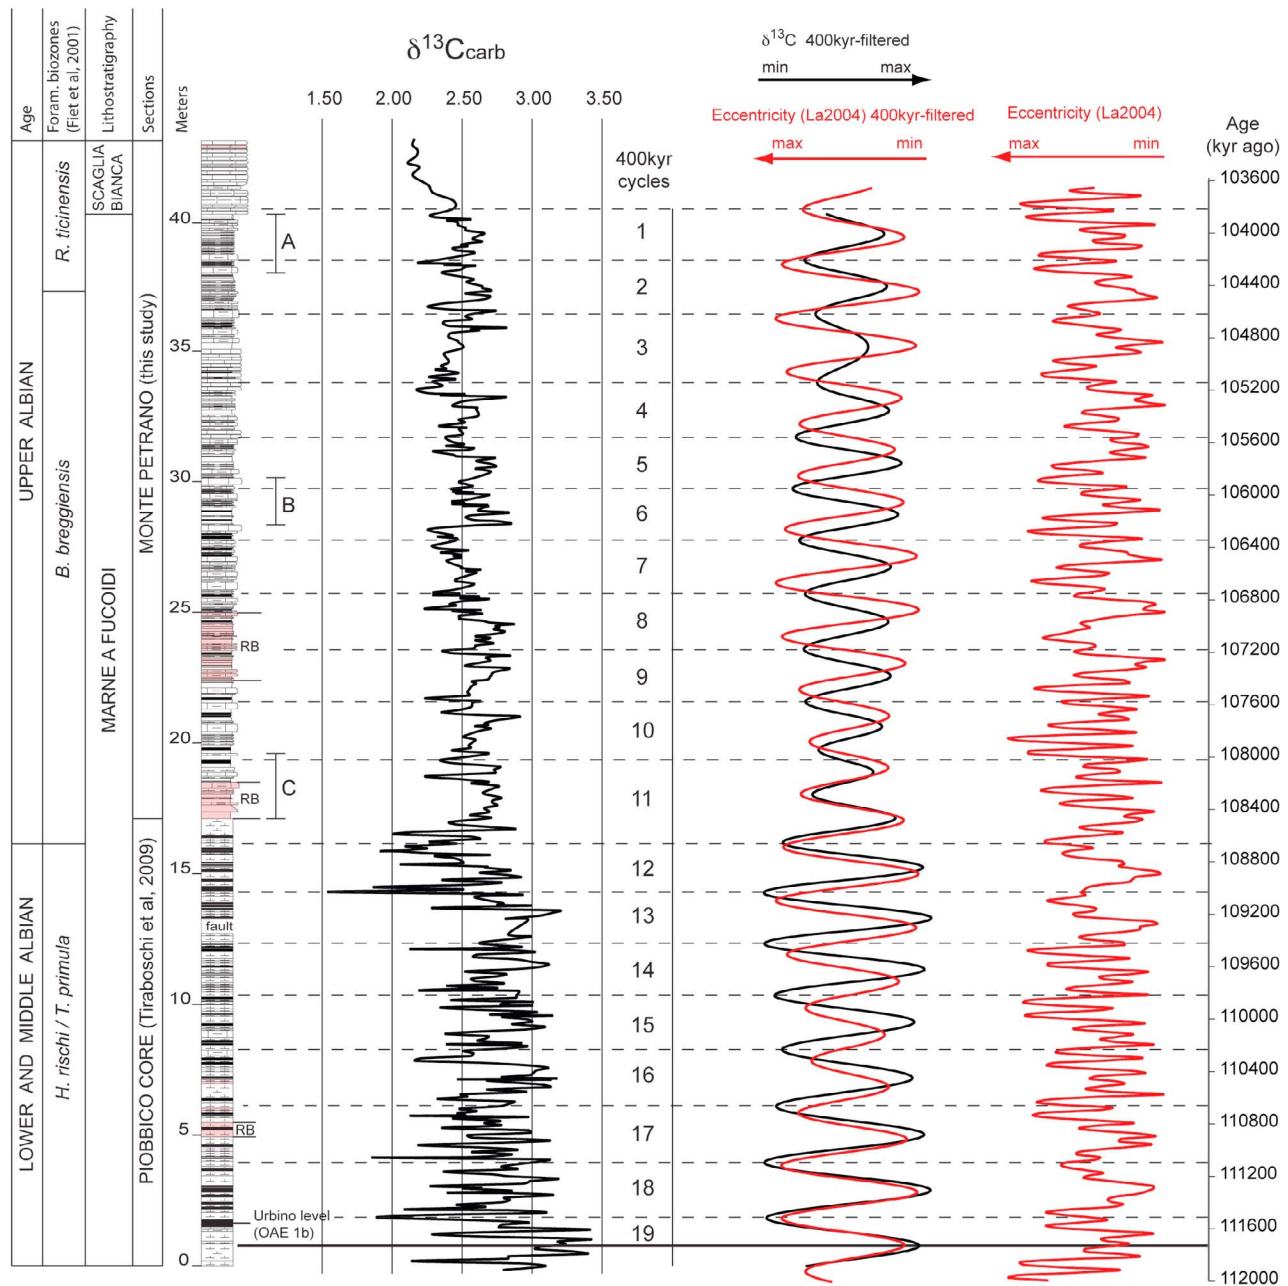 Age
Foram. biozones
(Fiet et al, 2001)
Lithostratigraphy
Sections
Meters
δ13Ccarb
1.50 2.00 2.50 3.00 3.50
δ13C 400kyr-filtered
min max
Eccentricity (La2004) 400kyr-filtered
max min
Eccentricity (La2004)
max min
Age
(kyr ago)
400kyr
cycles
UPPER ALBIAN
LOWER AND MIDDLE ALBIAN
R. ticinensis
B. breggiensis
H. rischi / T. primula
SCAGLIA
BIANCA
MARNE A FUCOIDI
MONTE PETRANO (this study)
PIOBBICO CORE (Tiraboschi et al, 2009)
40
35
30
25
20
15
10
5
0
A
B
RB
C
RB
fault
RB
Urbino level
(OAE 1b)
1
2
3
4
5
6
7
8
9
10
11
12
13
14
15
16
17
18
19
103600
104000
104400
104800
105200
105600
106000
106400
106800
107200
107600
108000
108400
108800
109200
109600
110000
110400
110800
111200
111600
112000